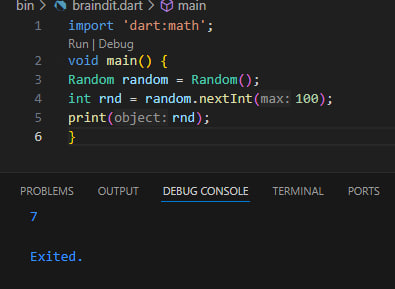 bin > braindit.dart > main
1 import 'dart:math';
Run | Debug
2 void main() {
3 Random random = Random();
4 int rnd = random.nextInt(max: 100);
5 print(object: rnd);
6 }
PROBLEMS OUTPUT DEBUG CONSOLE TERMINAL PORTS
7
Exited.